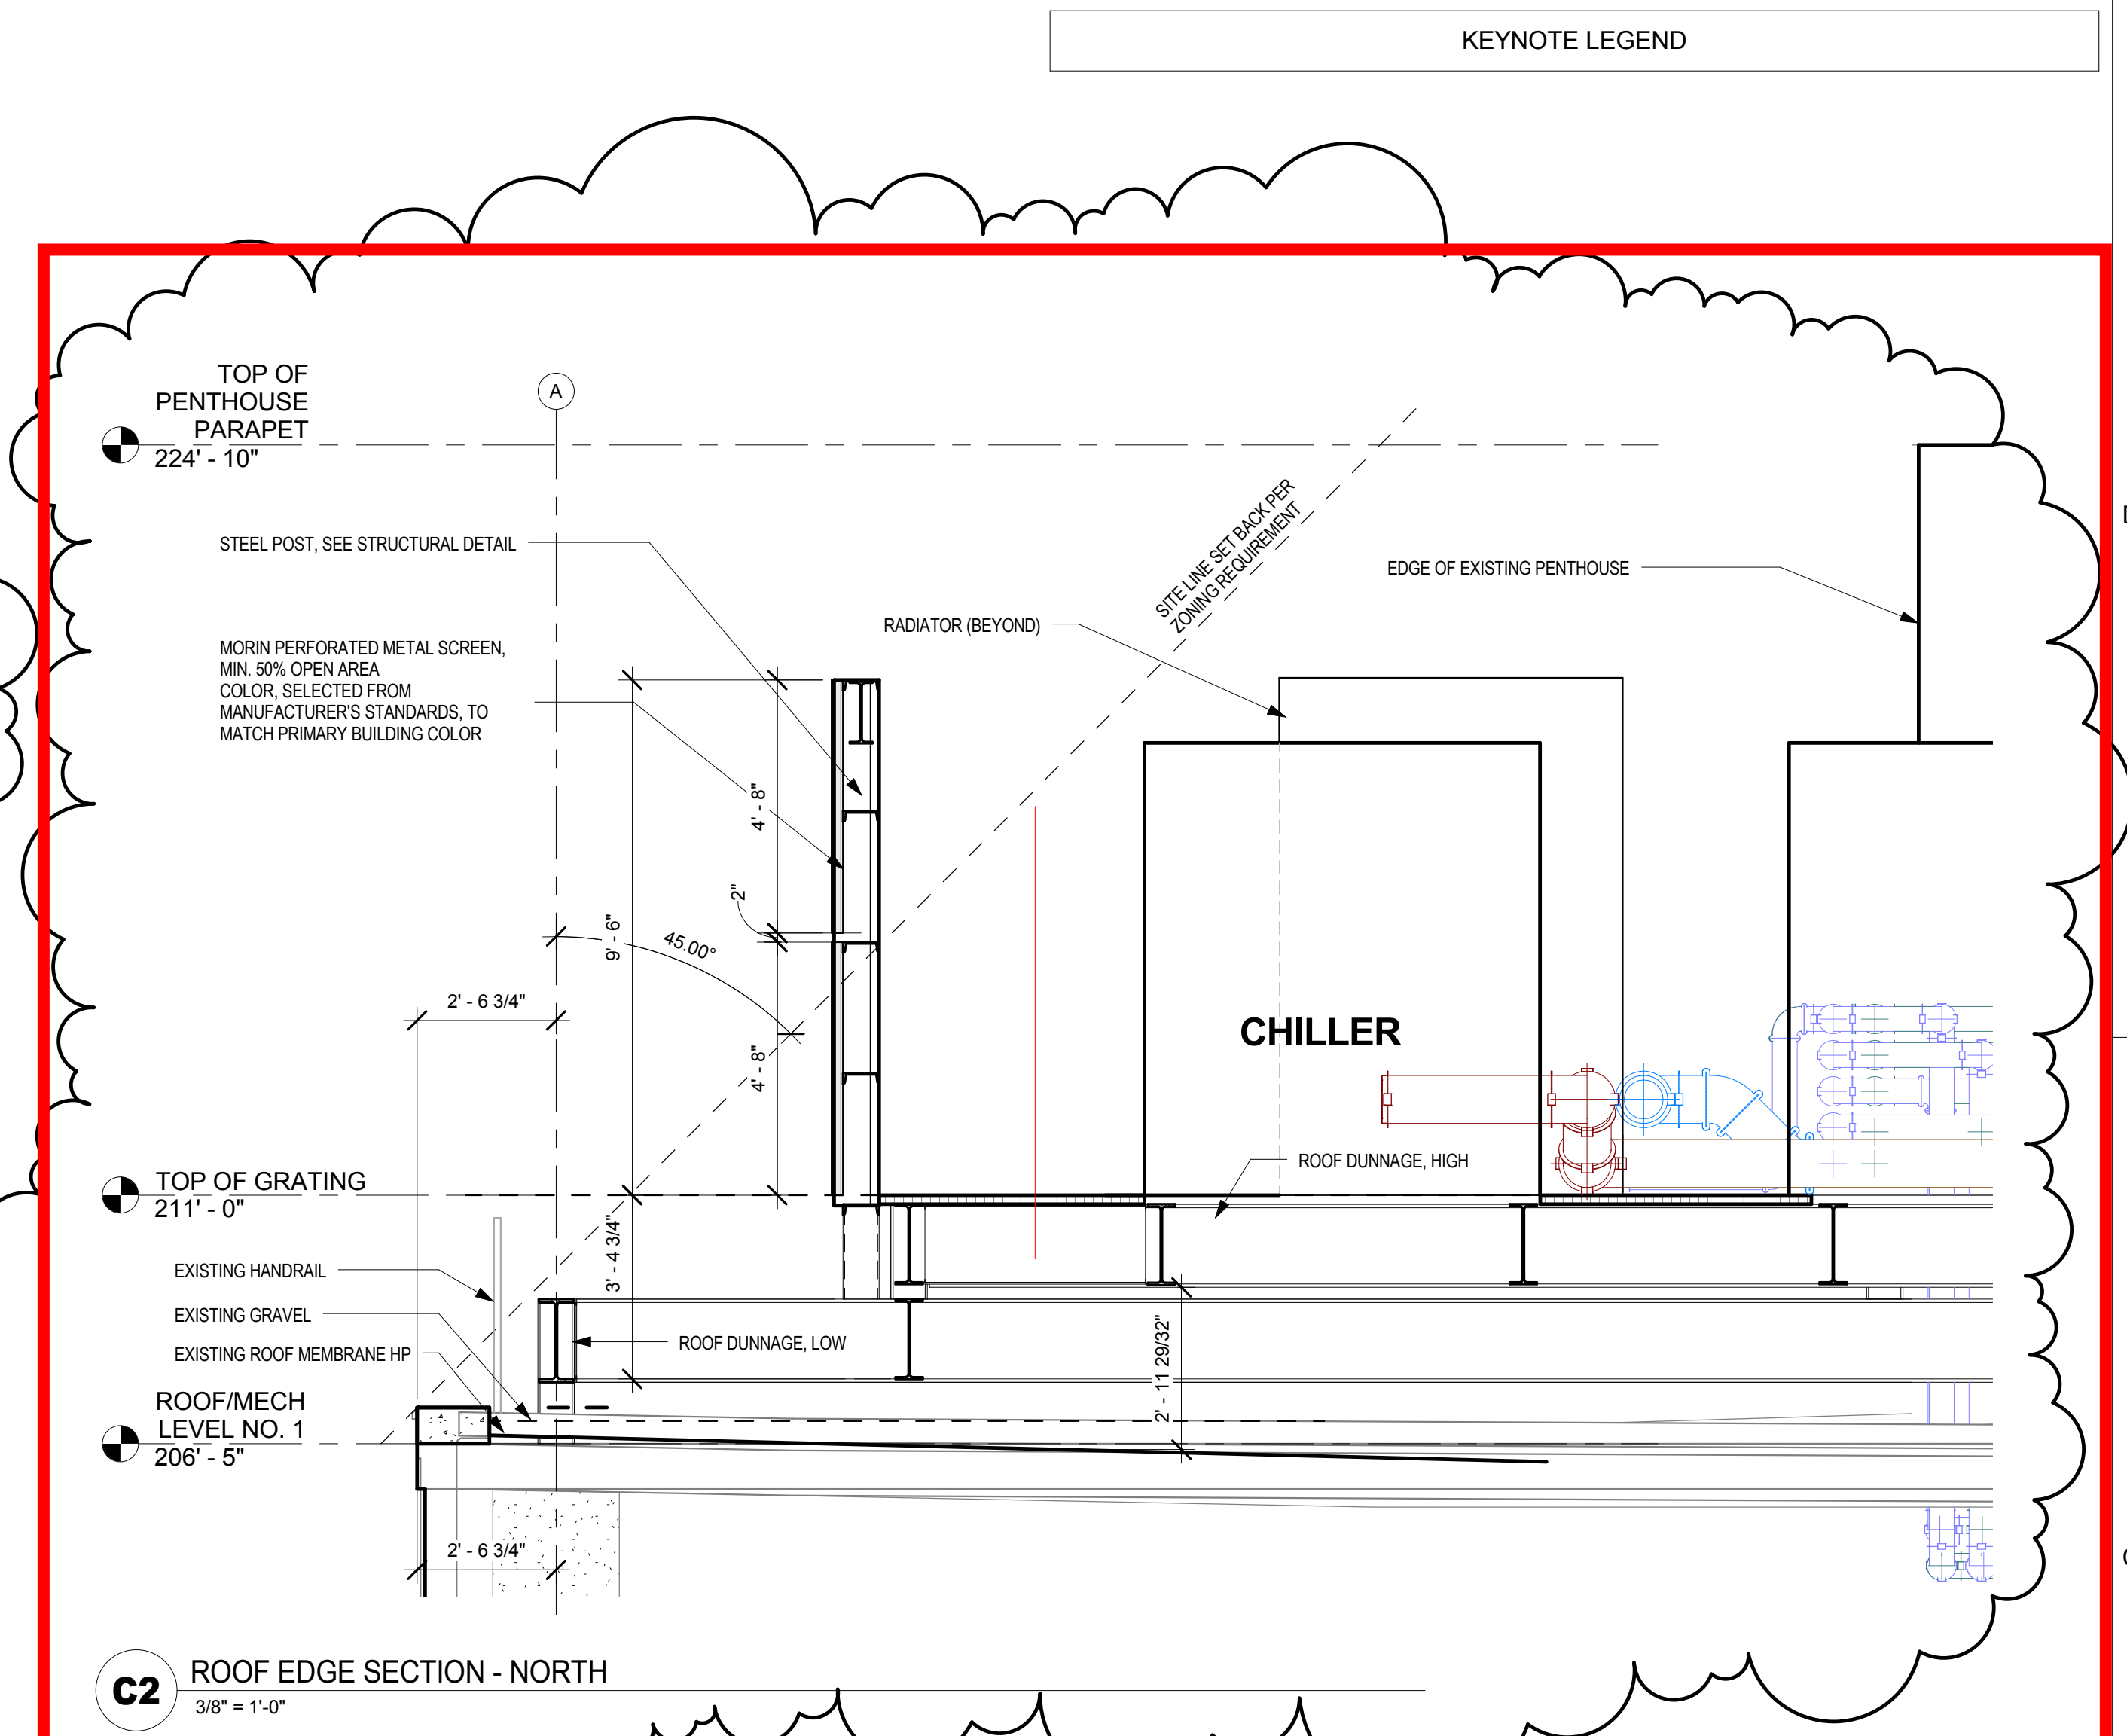 KEYNOTE LEGEND
TOP OF
PENTHOUSE
PARAPET
224' - 10"
A
STEEL POST, SEE STRUCTURAL DETAIL
SITE LINE SET BACK PER
ZONING REQUIREMENT
EDGE OF EXISTING PENTHOUSE
RADIATOR (BEYOND)
MORIN PERFORATED METAL SCREEN,
MIN. 50% OPEN AREA
COLOR, SELECTED FROM
MANUFACTURER'S STANDARDS, TO
MATCH PRIMARY BUILDING COLOR
4' - 8"
2"
9' - 6"
45.00°
2' - 6 3/4"
4' - 8"
CHILLER
ROOF DUNNAGE, HIGH
TOP OF GRATING
211' - 0"
3' - 4 3/4"
EXISTING HANDRAIL
EXISTING GRAVEL
ROOF DUNNAGE, LOW
EXISTING ROOF MEMBRANE HP
2' - 11 29/32"
ROOF/MECH
LEVEL NO. 1
206' - 5"
2' - 6 3/4"
C2
ROOF EDGE SECTION - NORTH
3/8" = 1'-0"